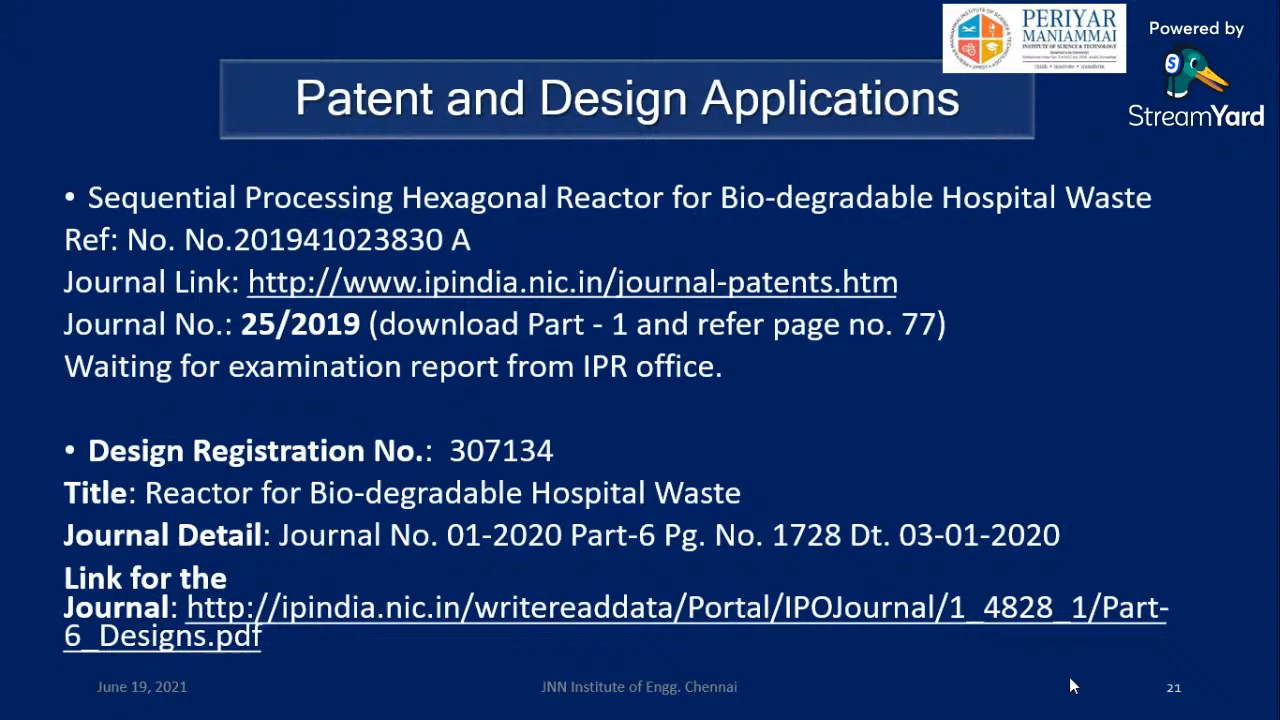 PERIYAR
MANIAMMAI
INSTITUTE OF SCIENCE & TECHNOLOGY
Powered by
StreamYard
Patent and Design Applications
• Sequential Processing Hexagonal Reactor for Bio-degradable Hospital Waste
Ref: No. No.201941023830 A
Journal Link: http://www.ipindia.nic.in/journal-patents.htm
Journal No.: 25/2019 (download Part - 1 and refer page no. 77)
Waiting for examination report from IPR office.
• Design Registration No.: 307134
Title: Reactor for Bio-degradable Hospital Waste
Journal Detail: Journal No. 01-2020 Part-6 Pg. No. 1728 Dt. 03-01-2020
Link for the
Journal: http://ipindia.nic.in/writereaddata/Portal/IPOJournal/1_4828_1/Part-
6_Designs.pdf
June 19, 2021
JNN Institute of Engg. Chennai
21